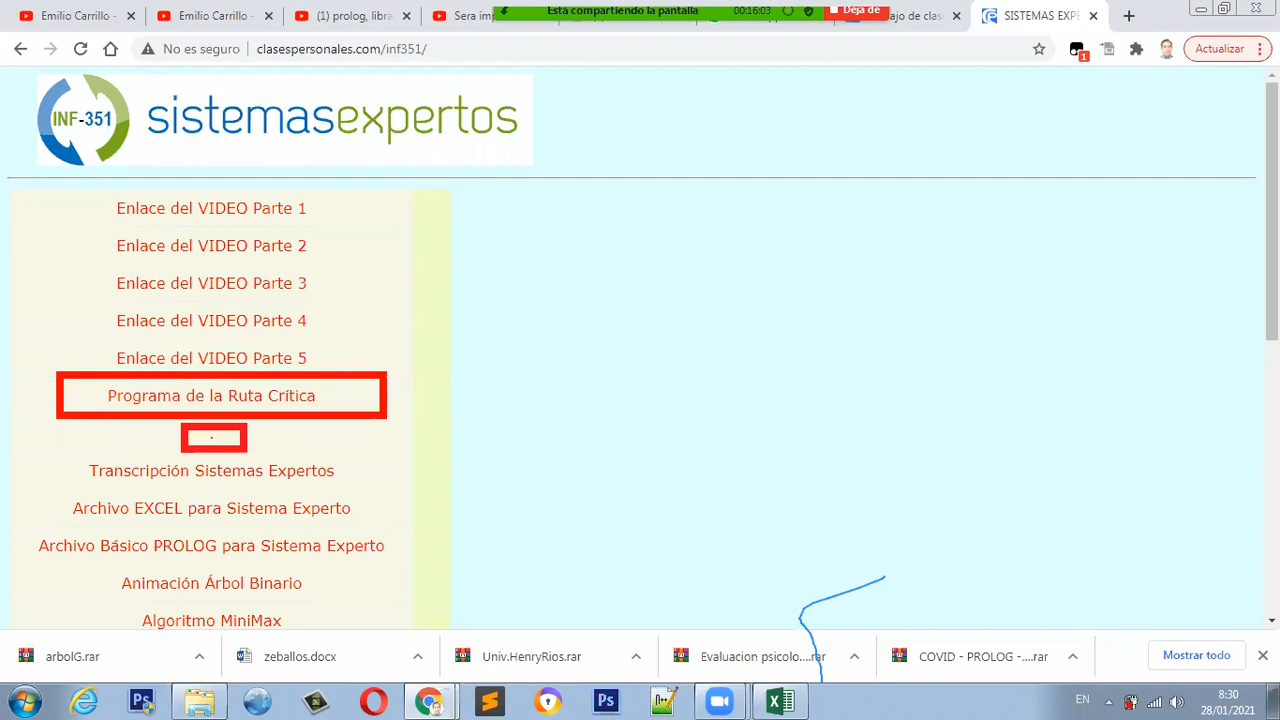 Emilio Carrillo
Emilio Carrillo -
(1) prolog, libra
Sera imp
Está compartiendo la pantalla
00:16:03
Deja de
ajo de clase
SISTEMAS EXPE
No es seguro
clasespersonales.com/inf351/
1
Actualizar
INF-351
sistemasexpertos
Enlace del VIDEO Parte 1
Enlace del VIDEO Parte 2
Enlace del VIDEO Parte 3
Enlace del VIDEO Parte 4
Enlace del VIDEO Parte 5
Programa de la Ruta Crítica
.
Transcripción Sistemas Expertos
Archivo EXCEL para Sistema Experto
Archivo Básico PROLOG para Sistema Experto
Animación Árbol Binario
Algoritmo MiniMax
arbolG.rar
zeballos.docx
Univ.HenryRios.rar
Evaluacion psicolo....rar
COVID - PROLOG -....rar
Mostrar todo
Ps
Ps
EN
8:30
28/01/2021